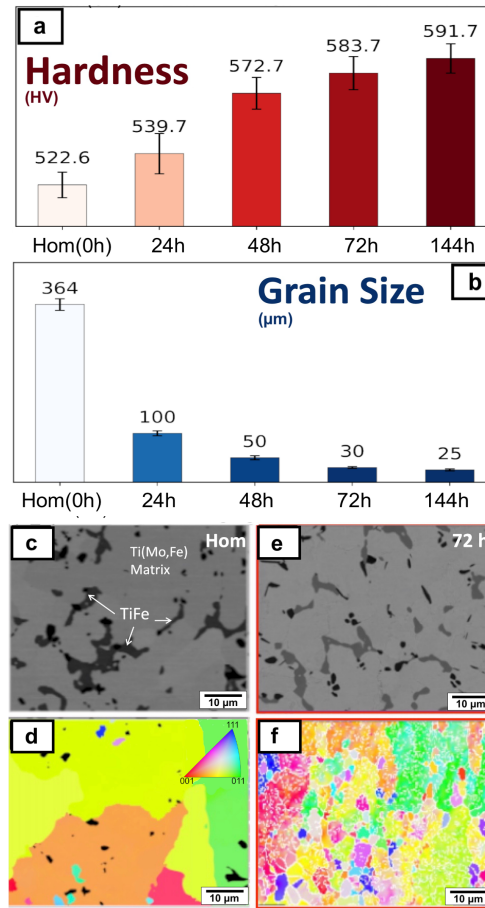 a
Hardness
(HV)
522.6
539.7
572.7
583.7
591.7
Hom(0h) 24h 48h 72h 144h
b
Grain Size
(µm)
364
100
50
30
25
Hom(0h) 24h 48h 72h 144h
c
Hom
Ti(Mo,Fe)
Matrix
TiFe
10 µm
e
72 h
10 µm
d
111
001 011
10 µm
f
10 µm